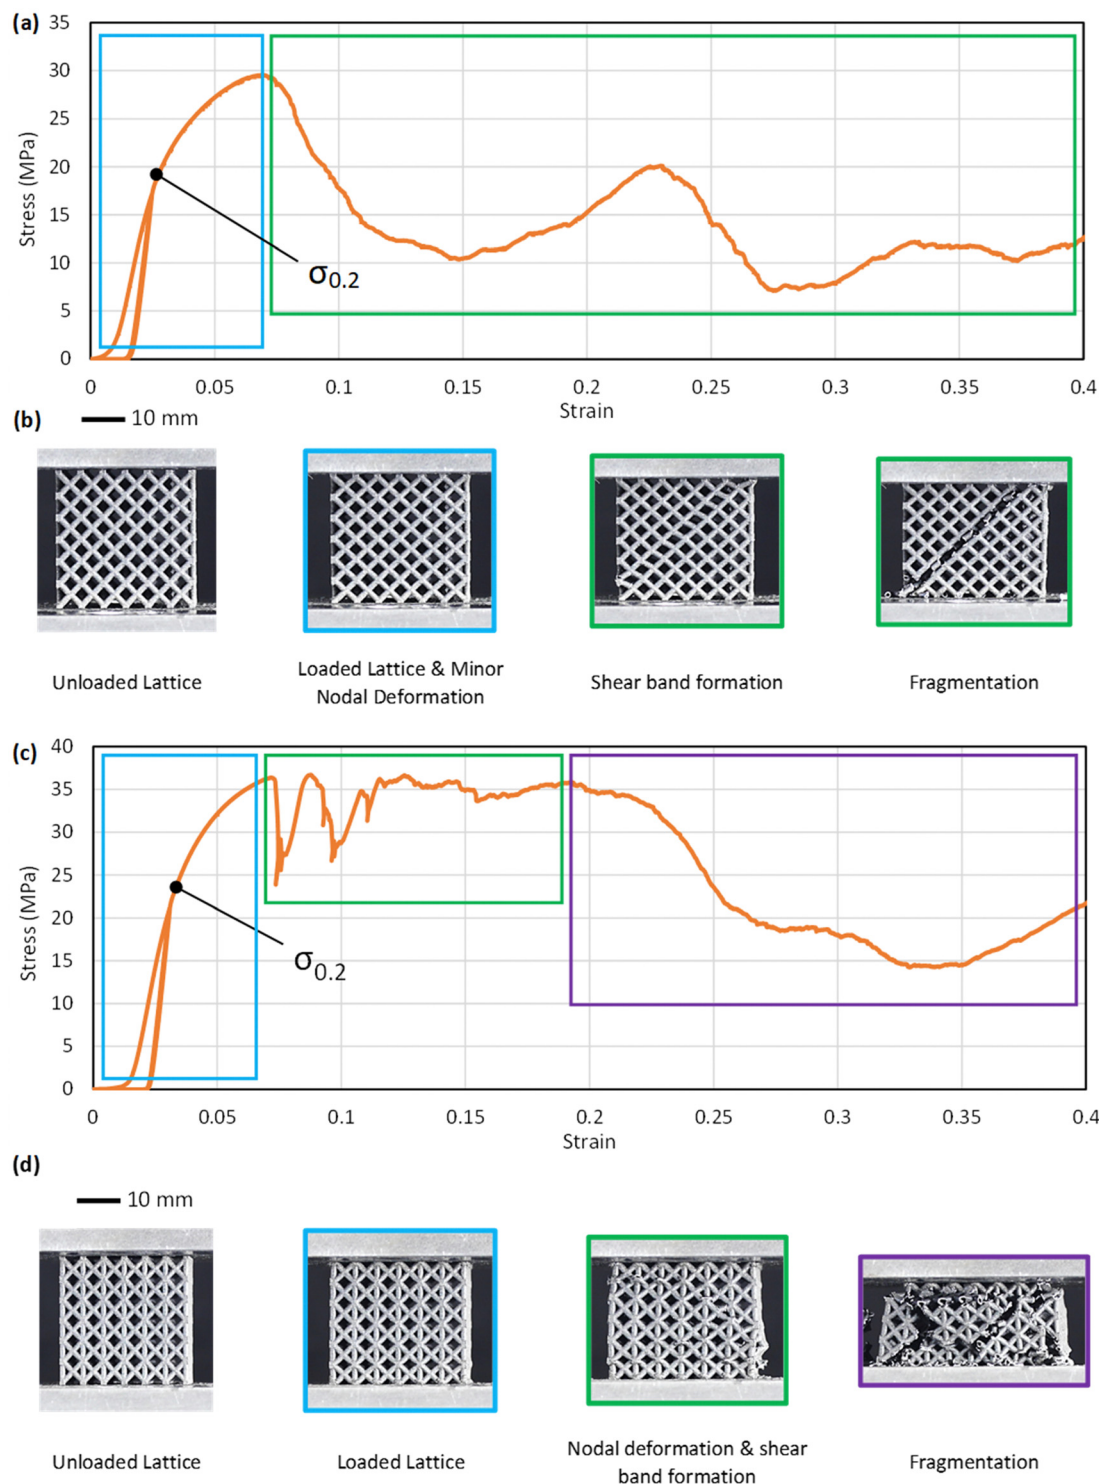 (a)
35
30
25
20
15
10
5
0
Stress (MPa)
σ0.2
0 0.05 0.1 0.15 0.2 0.25 0.3 0.35 0.4
Strain
(b)
10 mm
Unloaded Lattice
Loaded Lattice & Minor
Nodal Deformation
Shear band formation
Fragmentation
(c)
40
35
30
25
20
15
10
5
0
Stress (MPa)
σ0.2
0 0.05 0.1 0.15 0.2 0.25 0.3 0.35 0.4
Strain
(d)
10 mm
Unloaded Lattice
Loaded Lattice
Nodal deformation & shear
band formation
Fragmentation